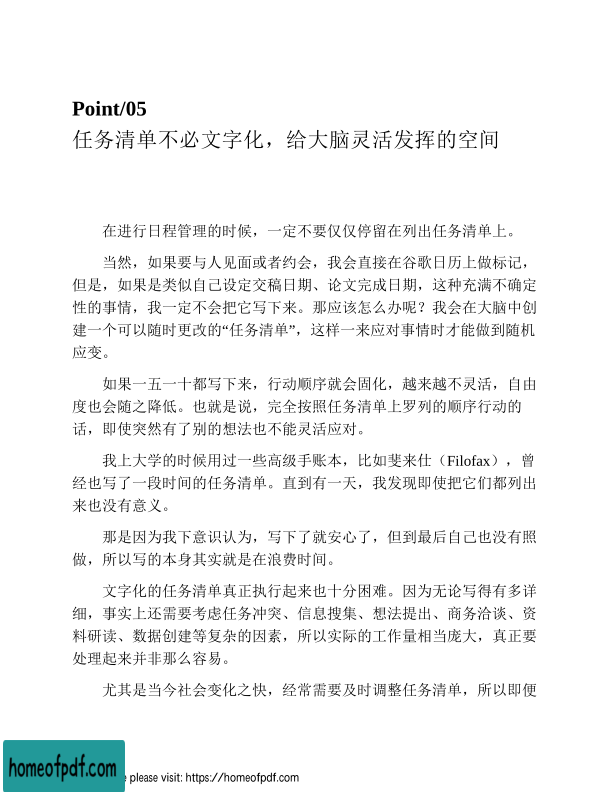 Point/05
任务清单不必文字化，给大脑灵活发挥的空间
在进行日程管理的时候，一定不要仅仅停留在列出任务清单上。
当然，如果要与人见面或者约会，我会直接在谷歌日历上做标记，
但是，如果是类似自己设定交稿日期、论文完成日期，这种充满不确定
性的事情，我一定不会把它写下来。那应该怎么办呢？我会在大脑中创
建一个可以随时更改的“任务清单”，这样一来应对事情时才能做到随机
应变。
如果一五一十都写下来，行动顺序就会固化，越来越不灵活，自由
度也会随之降低。也就是说，完全按照任务清单上罗列的顺序行动的
话，即使突然有了别的想法也不能灵活应对。
我上大学的时候用过一些高级手账本，比如斐来仕（Filofax），曾
经也写了一段时间的任务清单。直到有一天，我发现即使把它们都列出
来也没有意义。
那是因为我下意识认为，写下了就安心了，但到最后自己也没有照
做，所以写的本身其实就是在浪费时间。
文字化的任务清单真正执行起来也十分困难。因为无论写得有多详
细，事实上还需要考虑任务冲突、信息搜集、想法提出、商务洽谈、资
料研读、数据创建等复杂的因素，所以实际的工作量相当庞大，真正要
处理起来并非那么容易。
尤其是当今社会变化之快，经常需要及时调整任务清单，所以即便
homeofpdf.com
e please visit: https://homeofpdf.com